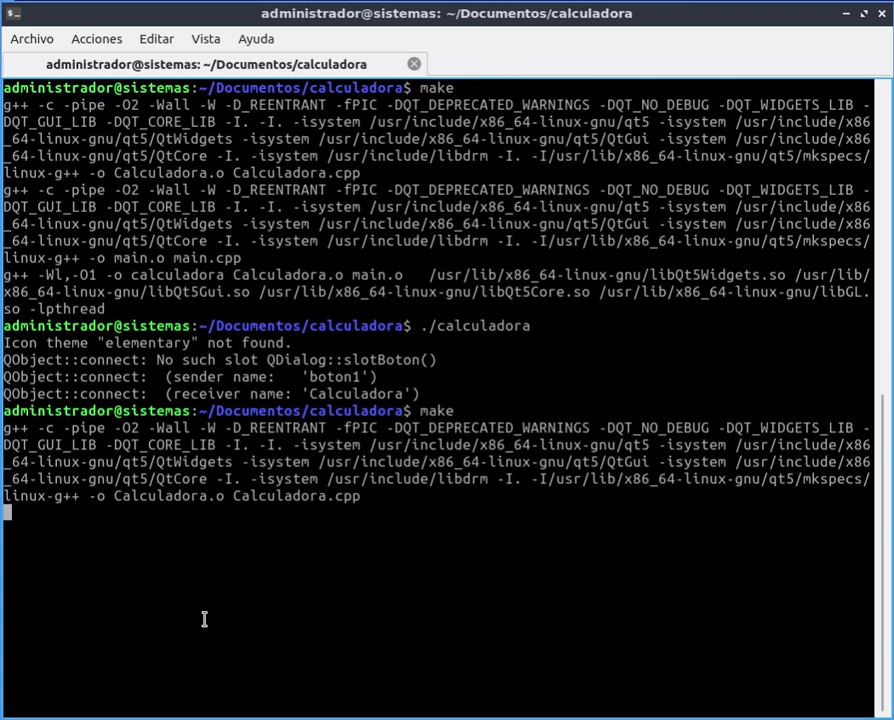 administrador@sistemas: ~/Documentos/calculadora
Archivo Acciones Editar Vista Ayuda
administrador@sistemas: ~/Documentos/calculadora
administrador@sistemas:~/Documentos/calculadora$ make
g++ -c -pipe -O2 -Wall -W -D_REENTRANT -fPIC -DQT_DEPRECATED_WARNINGS -DQT_NO_DEBUG -DQT_WIDGETS_LIB -
DQT_GUI_LIB -DQT_CORE_LIB -I. -I. -isystem /usr/include/x86_64-linux-gnu/qt5 -isystem /usr/include/x86
_64-linux-gnu/qt5/QtWidgets -isystem /usr/include/x86_64-linux-gnu/qt5/QtGui -isystem /usr/include/x86
_64-linux-gnu/qt5/QtCore -I. -isystem /usr/include/libdrm -I. -I/usr/lib/x86_64-linux-gnu/qt5/mkspecs/
linux-g++ -o Calculadora.o Calculadora.cpp
g++ -c -pipe -O2 -Wall -W -D_REENTRANT -fPIC -DQT_DEPRECATED_WARNINGS -DQT_NO_DEBUG -DQT_WIDGETS_LIB -
DQT_GUI_LIB -DQT_CORE_LIB -I. -I. -isystem /usr/include/x86_64-linux-gnu/qt5 -isystem /usr/include/x86
_64-linux-gnu/qt5/QtWidgets -isystem /usr/include/x86_64-linux-gnu/qt5/QtGui -isystem /usr/include/x86
_64-linux-gnu/qt5/QtCore -I. -isystem /usr/include/libdrm -I. -I/usr/lib/x86_64-linux-gnu/qt5/mkspecs/
linux-g++ -o main.o main.cpp
g++ -Wl,-O1 -o calculadora Calculadora.o main.o   /usr/lib/x86_64-linux-gnu/libQt5Widgets.so /usr/lib/
x86_64-linux-gnu/libQt5Gui.so /usr/lib/x86_64-linux-gnu/libQt5Core.so /usr/lib/x86_64-linux-gnu/libGL.
so -lpthread
administrador@sistemas:~/Documentos/calculadora$ ./calculadora
Icon theme "elementary" not found.
QObject::connect: No such slot QDialog::slotBoton()
QObject::connect:  (sender name:   'boton1')
QObject::connect:  (receiver name: 'Calculadora')
administrador@sistemas:~/Documentos/calculadora$ make
g++ -c -pipe -O2 -Wall -W -D_REENTRANT -fPIC -DQT_DEPRECATED_WARNINGS -DQT_NO_DEBUG -DQT_WIDGETS_LIB -
DQT_GUI_LIB -DQT_CORE_LIB -I. -I. -isystem /usr/include/x86_64-linux-gnu/qt5 -isystem /usr/include/x86
_64-linux-gnu/qt5/QtWidgets -isystem /usr/include/x86_64-linux-gnu/qt5/QtGui -isystem /usr/include/x86
_64-linux-gnu/qt5/QtCore -I. -isystem /usr/include/libdrm -I. -I/usr/lib/x86_64-linux-gnu/qt5/mkspecs/
linux-g++ -o Calculadora.o Calculadora.cpp